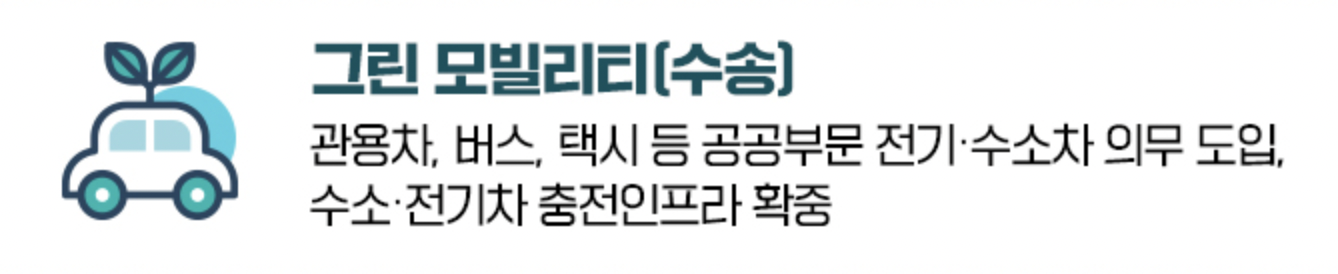 그린 모빌리티(수송)
관용차, 버스, 택시 등 공공부문 전기·수소차 의무 도입,
수소·전기차 충전인프라 확중